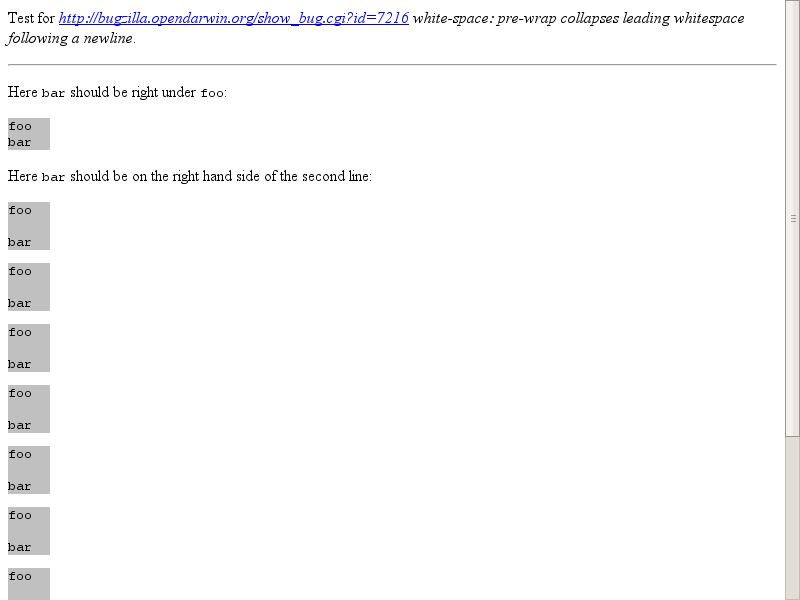 Test for http://bugzilla.opendarwin.org/show_bug.cgi?id=7216 white-space: pre-wrap collapses leading whitespace
following a newline.
Here bar should be right under foo:
foo
bar
Here bar should be on the right hand side of the second line:
foo
bar
foo
bar
foo
bar
foo
bar
foo
bar
foo
bar
foo